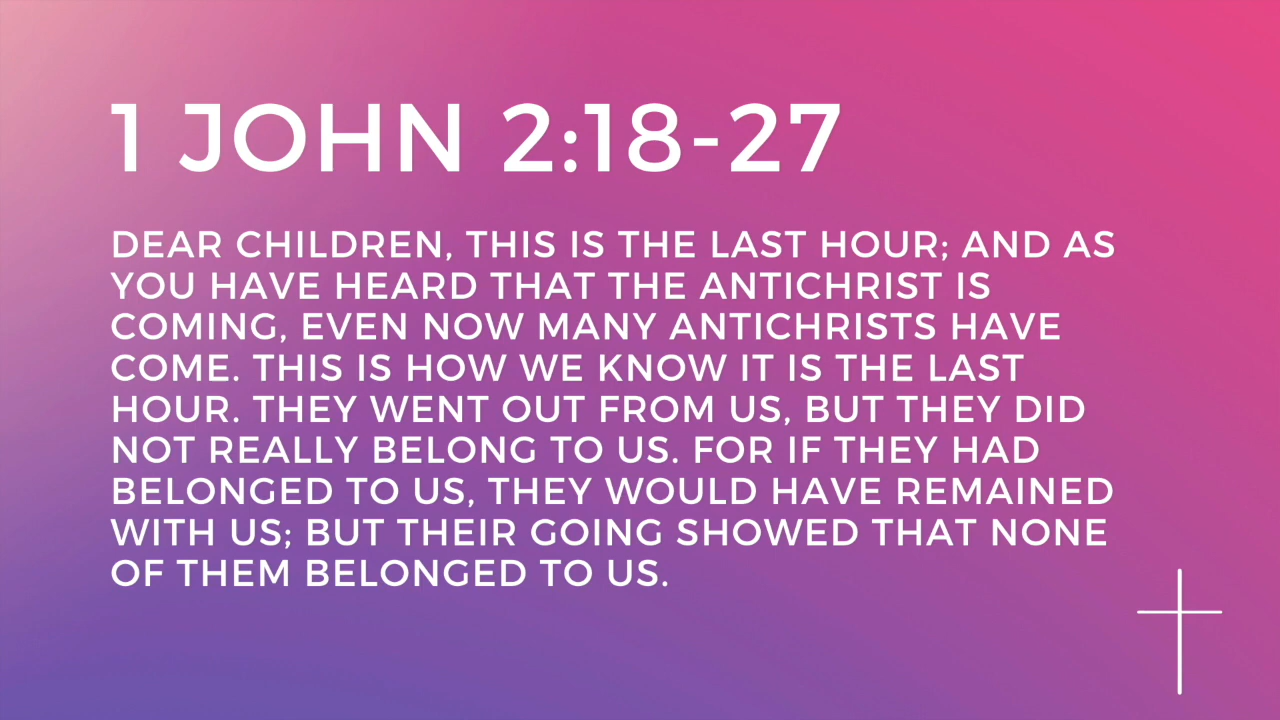 1 JOHN 2:18-27
DEAR CHILDREN, THIS IS THE LAST HOUR; AND AS
YOU HAVE HEARD THAT THE ANTICHRIST IS
COMING, EVEN NOW MANY ANTICHRISTS HAVE
COME. THIS IS HOW WE KNOW IT IS THE LAST
HOUR. THEY WENT OUT FROM US, BUT THEY DID
NOT REALLY BELONG TO US. FOR IF THEY HAD
BELONGED TO US, THEY WOULD HAVE REMAINED
WITH US; BUT THEIR GOING SHOWED THAT NONE
OF THEM BELONGED TO US.